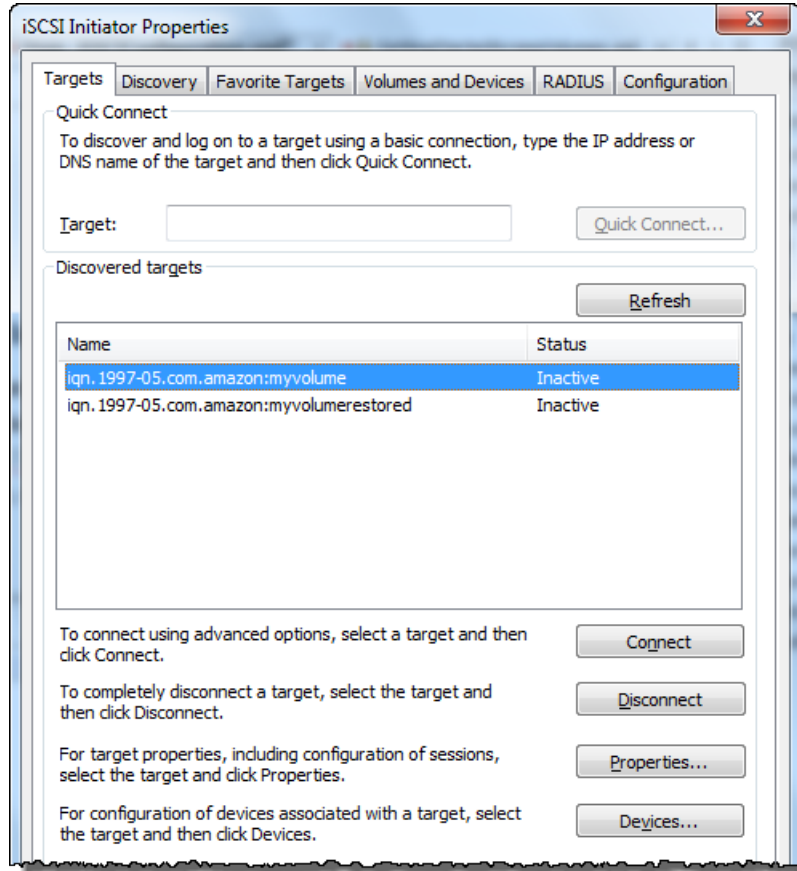 iSCSI Initiator Properties
Targets Discovery Favorite Targets Volumes and Devices RADIUS Configuration
Quick Connect
To discover and log on to a target using a basic connection, type the IP address or
DNS name of the target and then click Quick Connect.
Target: Quick Connect...
Discovered targets
Refresh
Name Status
iqn.1997-05.com.amazon:myvolume Inactive
iqn.1997-05.com.amazon:myvolumerestored Inactive
To connect using advanced options, select a target and then
click Connect.
Connect
To completely disconnect a target, select the target and
then click Disconnect.
Disconnect
For target properties, including configuration of sessions,
select the target and click Properties.
Properties...
For configuration of devices associated with a target, select
the target and then click Devices.
Devices...